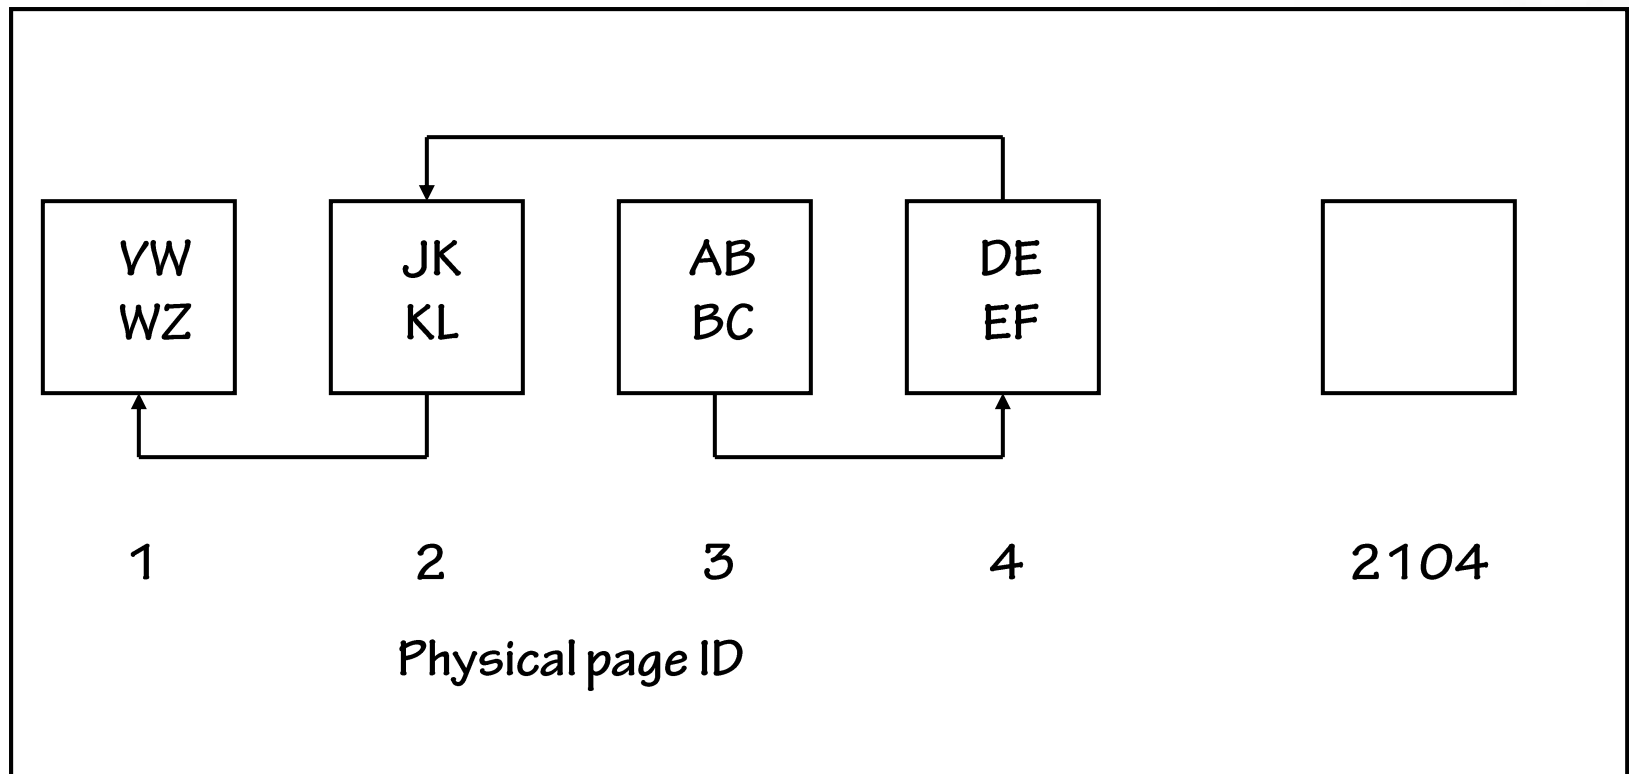 VW
WZ
JK
KL
AB
BC
DE
EF
1
2
3
4
2104
Physical page ID